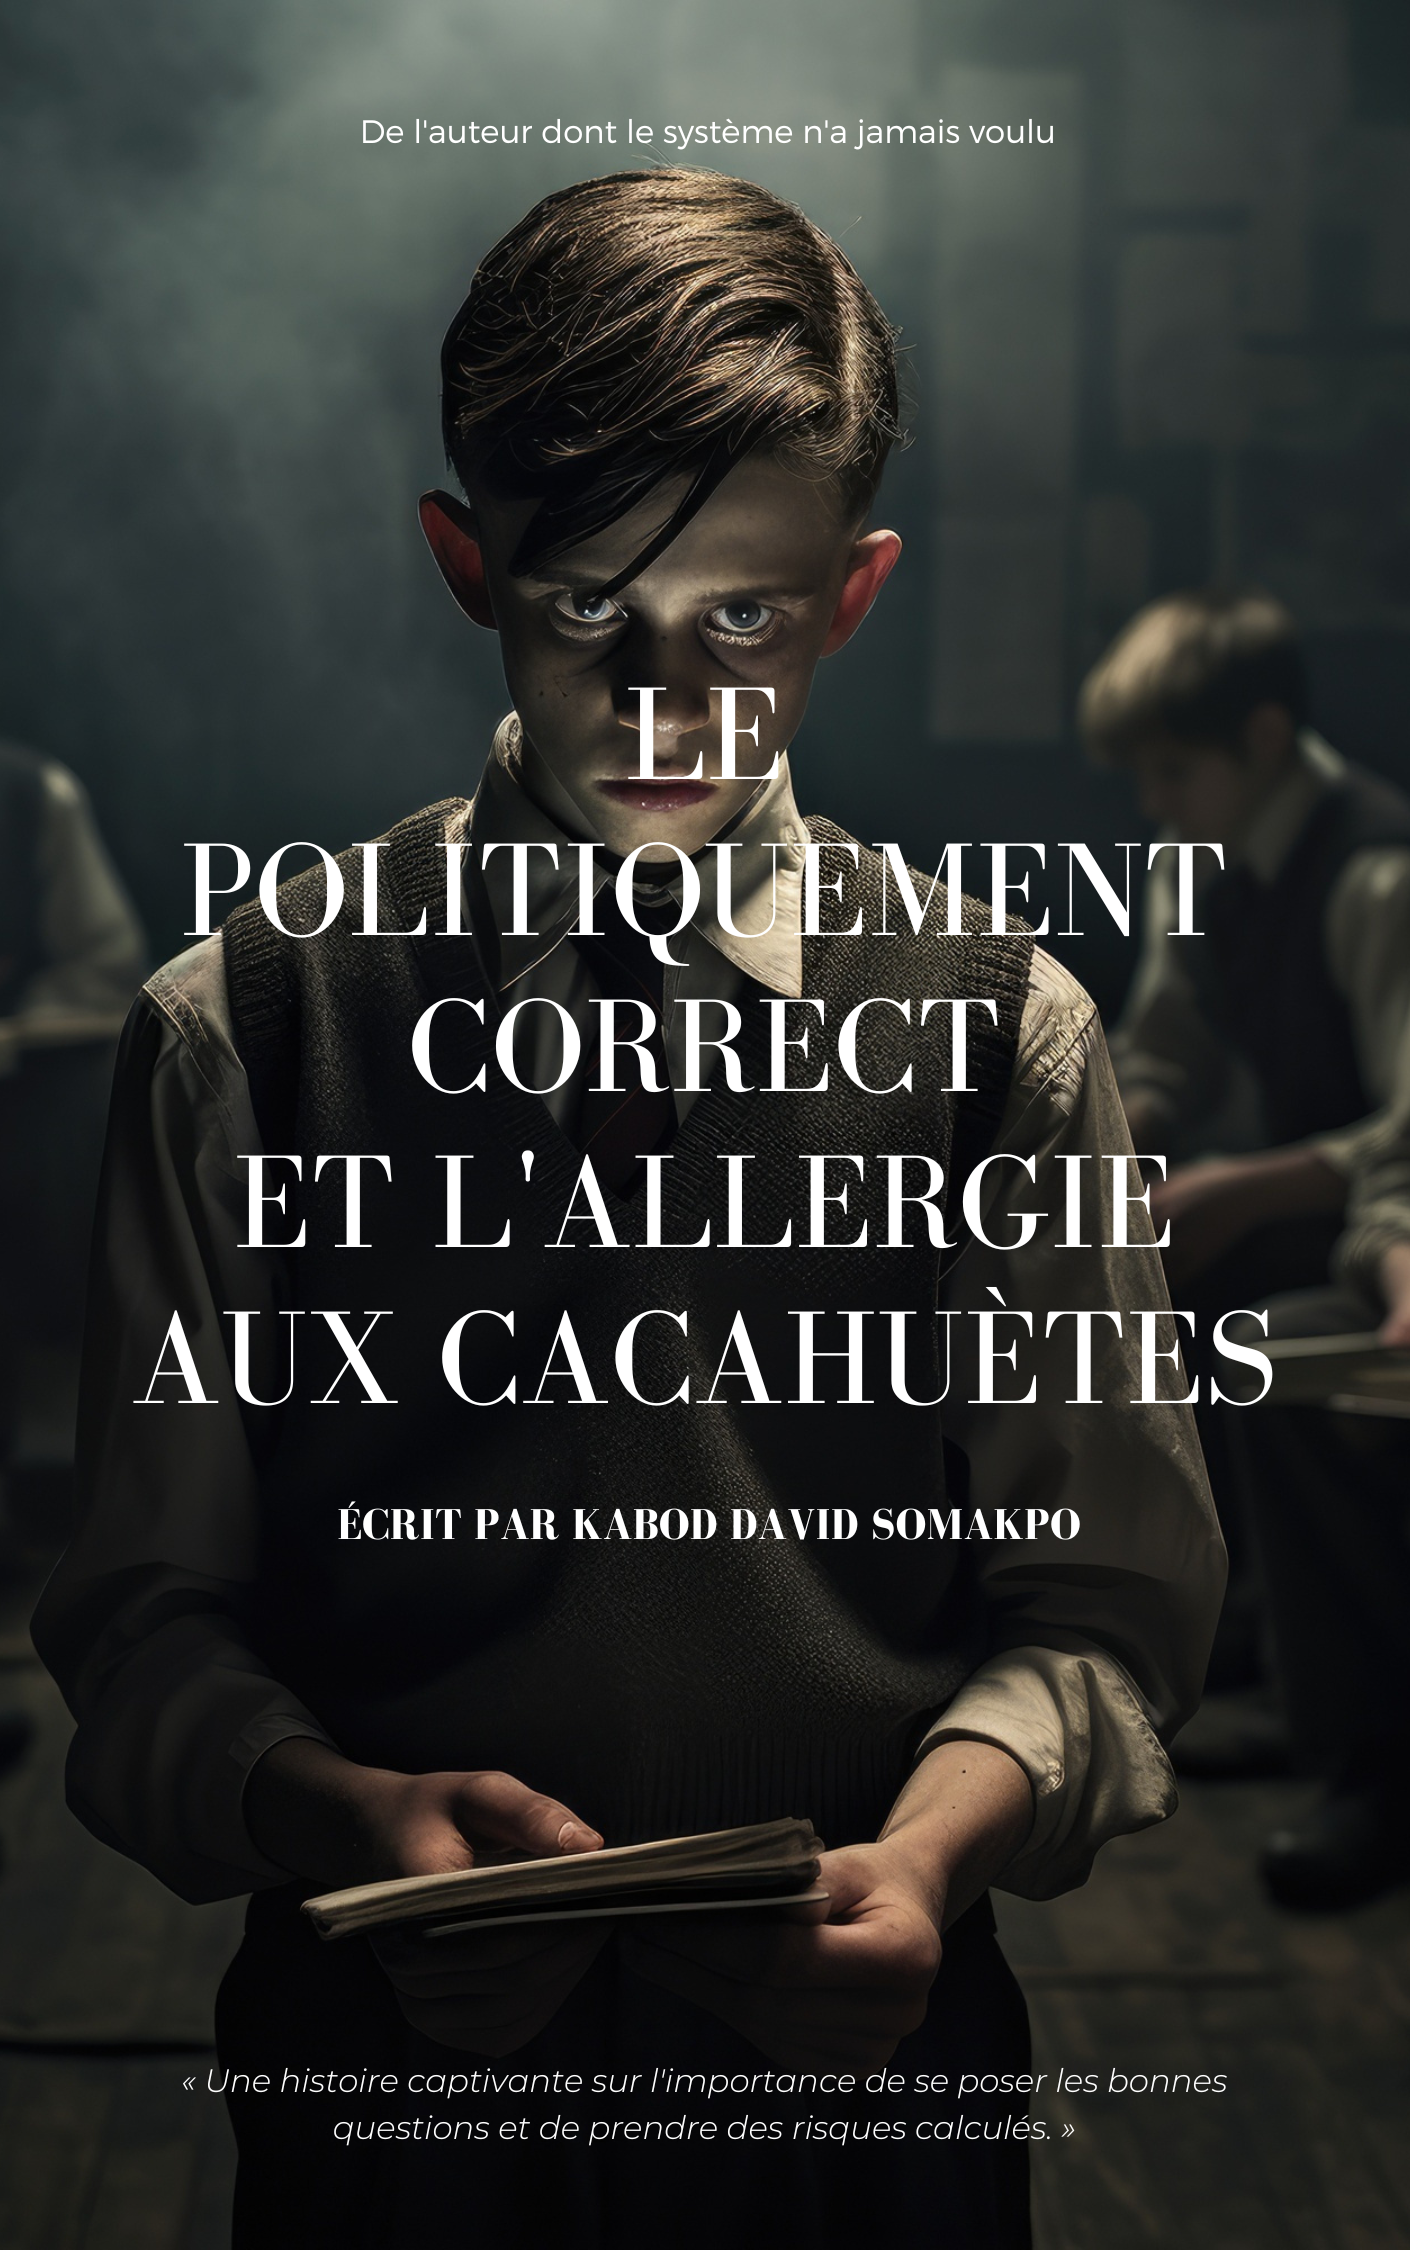 De l'auteur dont le système n'a jamais voulu
LE
POLITIQUEMENT
CORRECT
ET L'ALLERGIE
AUX CACAHUÈTES
ÉCRIT PAR KABOD DAVID SOMAKPO
« Une histoire captivante sur l'importance de se poser les bonnes
questions et de prendre des risques calculés. »